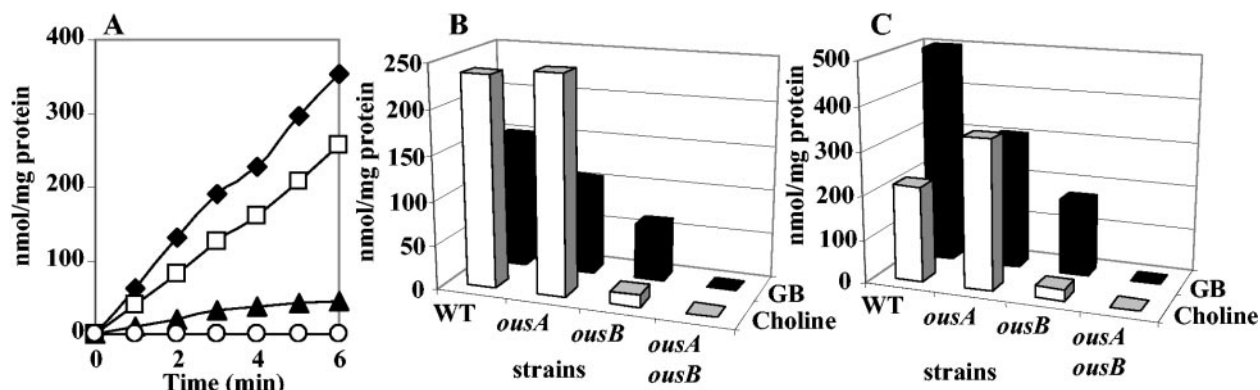 A
nmol/mg protein
400
300
200
100
0
0 2 4 6
Time (min)
B
nmol/mg protein
250
200
150
100
50
0
WT ousA ousB ousA ousB
GB
Choline
strains
C
nmol/mg protein
500
400
300
200
100
0
WT ousA ousB ousA ousB
GB
Choline
strains